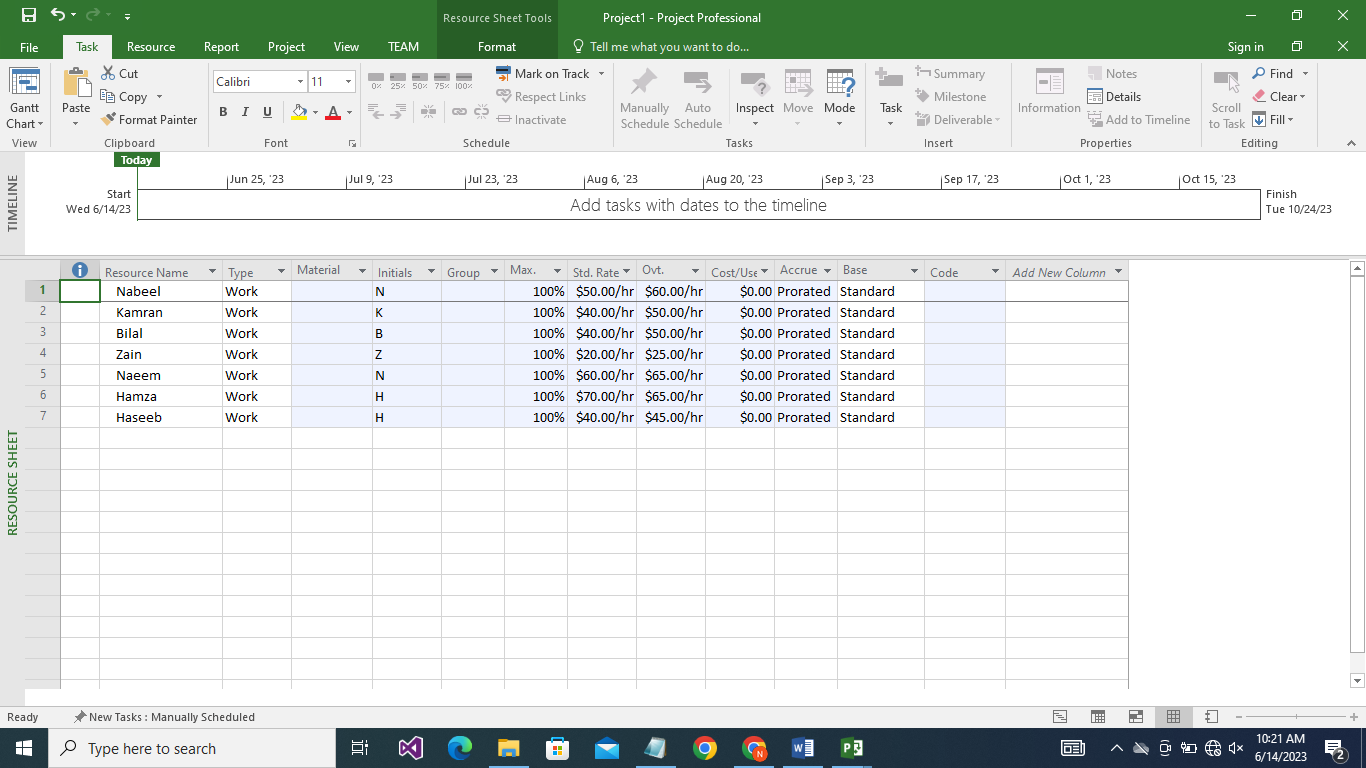 Resource Sheet Tools
Project1 - Project Professional
File Task Resource Report Project View TEAM Format Tell me what you want to do... Sign in
Gantt Chart
View
Paste
Cut
Copy
Format Painter
Clipboard
Calibri 11
B I U A
Font
0% 25% 50% 75% 100%
Mark on Track
Respect Links
Inactivate
Schedule
Manually Schedule
Auto Schedule
Inspect
Move
Mode
Tasks
Task
Summary
Milestone
Deliverable
Insert
Information
Notes
Details
Add to Timeline
Properties
Scroll to Task
Find
Clear
Fill
Editing
TIMELINE
Today
Jun 25, '23 Jul 9, '23 Jul 23, '23 Aug 6, '23 Aug 20, '23 Sep 3, '23 Sep 17, '23 Oct 1, '23 Oct 15, '23
Start
Wed 6/14/23
Add tasks with dates to the timeline
Finish
Tue 10/24/23
RESOURCE SHEET
Resource Name Type Material Initials Group Max. Std. Rate Ovt. Cost/Use Accrue Base Code Add New Column
1 Nabeel Work N 100% $50.00/hr $60.00/hr $0.00 Prorated Standard
2 Kamran Work K 100% $40.00/hr $50.00/hr $0.00 Prorated Standard
3 Bilal Work B 100% $40.00/hr $50.00/hr $0.00 Prorated Standard
4 Zain Work Z 100% $20.00/hr $25.00/hr $0.00 Prorated Standard
5 Naeem Work N 100% $60.00/hr $65.00/hr $0.00 Prorated Standard
6 Hamza Work H 100% $70.00/hr $65.00/hr $0.00 Prorated Standard
7 Haseeb Work H 100% $40.00/hr $45.00/hr $0.00 Prorated Standard
Ready New Tasks : Manually Scheduled
Type here to search
10:21 AM
6/14/2023
2